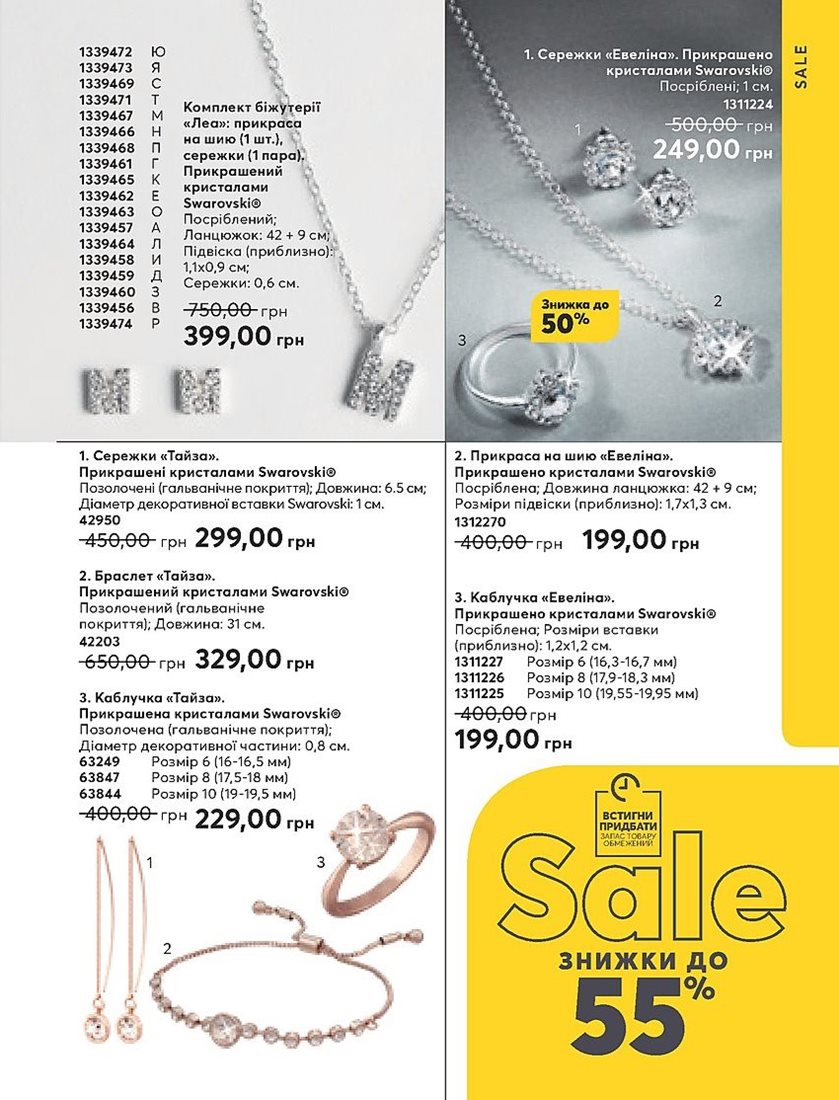 1339472 Ю
1339473 Я
1339469 С
1339471 Т
1339467 М
1339466 Н
1339468 П
1339461 Г
1339465 К
1339462 Е
1339463 О
1339457 А
1339464 Л
1339458 И
1339459 Д
1339460 З
1339456 В
1339474 Р
Комплект біжутерії
«Леа»: прикраса
на шию (1 шт.),
сережки (1 пара).
Прикрашений
кристалами
Swarovski®
Посріблений;
Ланцюжок: 42 + 9 см;
Підвіска (приблизно):
1,1х0,9 см;
Сережки: 0,6 см.
750,00 грн
399,00 грн
1. Сережки «Евеліна». Прикрашено
кристалами Swarovski®
Посріблені; 1 см.
1311224
500,00 грн
249,00 грн
SALE
1
2
3
Знижка до
50%
1. Сережки «Тайза».
Прикрашені кристалами Swarovski®
Позолочені (гальванічне покриття); Довжина: 6.5 см;
Діаметр декоративної вставки Swarovski: 1 см.
42950
450,00 грн 299,00 грн
2. Браслет «Тайза».
Прикрашений кристалами Swarovski®
Позолочений (гальванічне
покриття); Довжина: 31 см.
42203
650,00 грн 329,00 грн
3. Каблучка «Тайза».
Прикрашена кристалами Swarovski®
Позолочена (гальванічне покриття);
Діаметр декоративної частини: 0,8 см.
63249 Розмір 6 (16-16,5 мм)
63847 Розмір 8 (17,5-18 мм)
63844 Розмір 10 (19-19,5 мм)
400,00 грн 229,00 грн
1
2
3
2. Прикраса на шию «Евеліна».
Прикрашено кристалами Swarovski®
Посріблена; Довжина ланцюжка: 42 + 9 см;
Розміри підвіски (приблизно): 1,7х1,3 см.
1312270
400,00 грн 199,00 грн
3. Каблучка «Евеліна».
Прикрашено кристалами Swarovski®
Посріблена; Розміри вставки
(приблизно): 1,2х1,2 см.
1311227 Розмір 6 (16,3-16,7 мм)
1311226 Розмір 8 (17,9-18,3 мм)
1311225 Розмір 10 (19,55-19,95 мм)
400,00 грн
199,00 грн
ВСТИГНИ
ПРИДБАТИ
ЗАПАС ТОВАРУ
ОБМЕЖЕНИЙ
Sale
ЗНИЖКИ ДО
55%